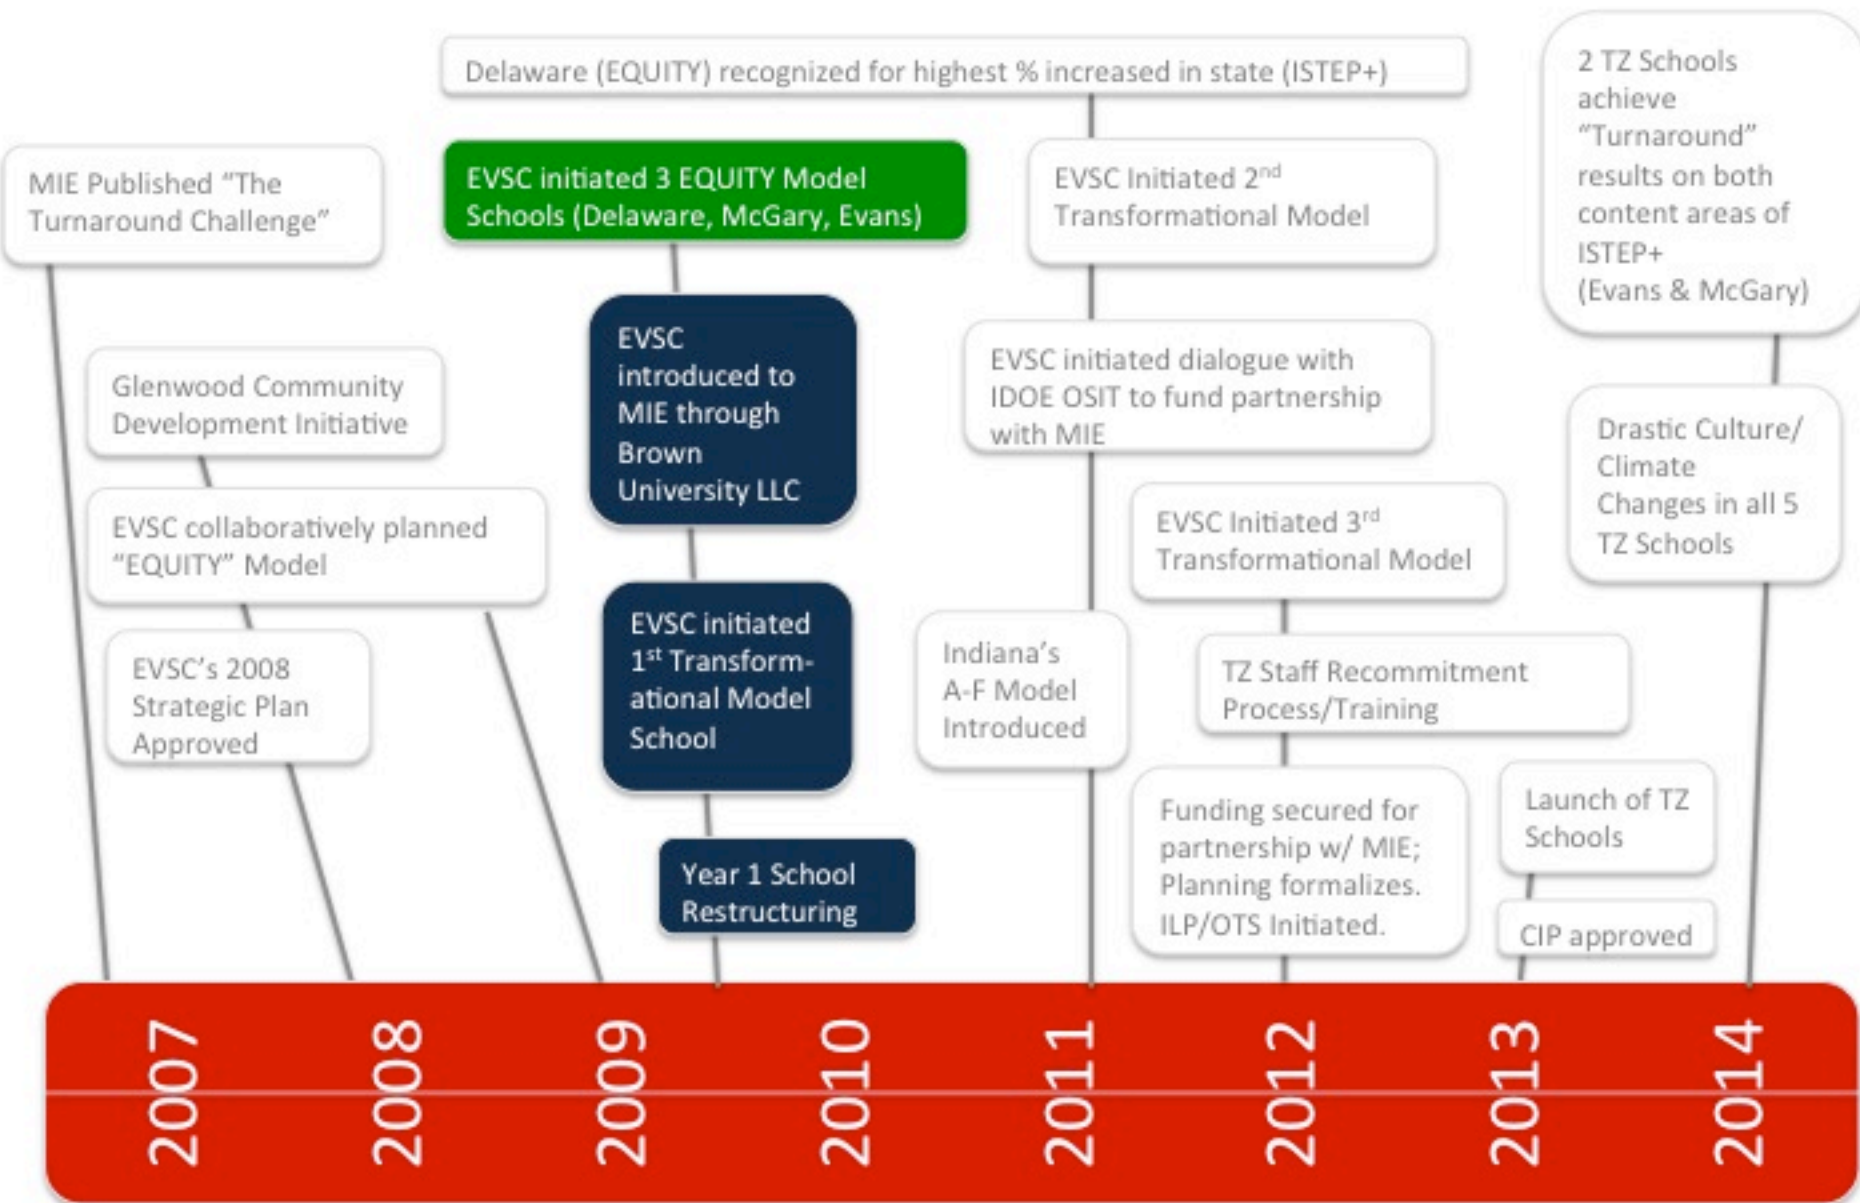 Delaware (EQUITY) recognized for highest % increased in state (ISTEP+)
2 TZ Schools
achieve
“Turnaround”
results on both
content areas of
ISTEP+
(Evans & McGary)
MIE Published “The
Turnaround Challenge”
EVSC initiated 3 EQUITY Model
Schools (Delaware, McGary, Evans)
EVSC Initiated 2nd
Transformational Model
Glenwood Community
Development Initiative
EVSC
introduced to
MIE through
Brown
University LLC
EVSC initiated dialogue with
IDOE OSIT to fund partnership
with MIE
Drastic Culture/
Climate
Changes in all 5
TZ Schools
EVSC collaboratively planned
“EQUITY” Model
EVSC Initiated 3rd
Transformational Model
EVSC’s 2008
Strategic Plan
Approved
EVSC initiated
1st Transform-
ational Model
School
Indiana’s
A-F Model
Introduced
TZ Staff Recommitment
Process/Training
Year 1 School
Restructuring
Funding secured for
partnership w/ MIE;
Planning formalizes.
ILP/OTS Initiated.
Launch of TZ
Schools
CIP approved
2007
2008
2009
2010
2011
2012
2013
2014